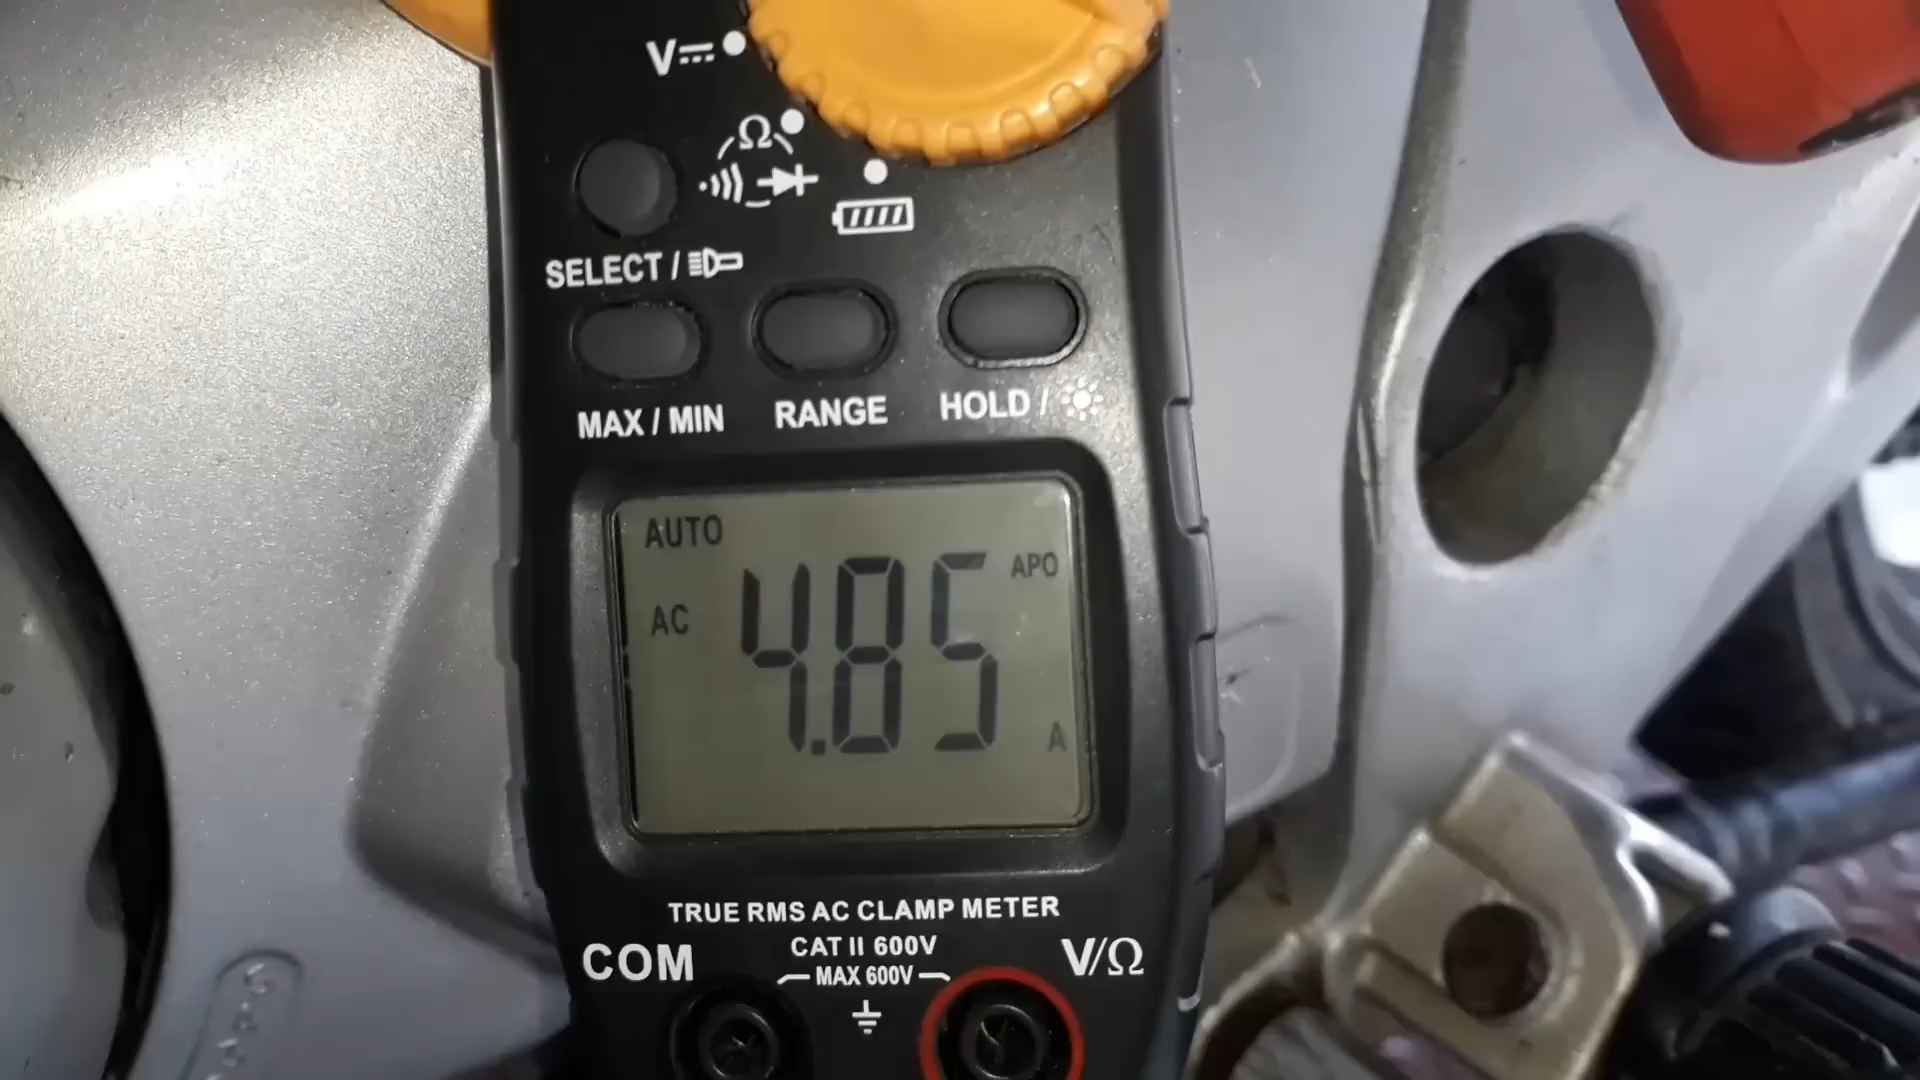 V
Ω
SELECT /
MAX / MIN
RANGE
HOLD /
AUTO
APO
AC
4.85
A
TRUE RMS AC CLAMP METER
COM
CAT II 600V
V/Ω
MAX 600V